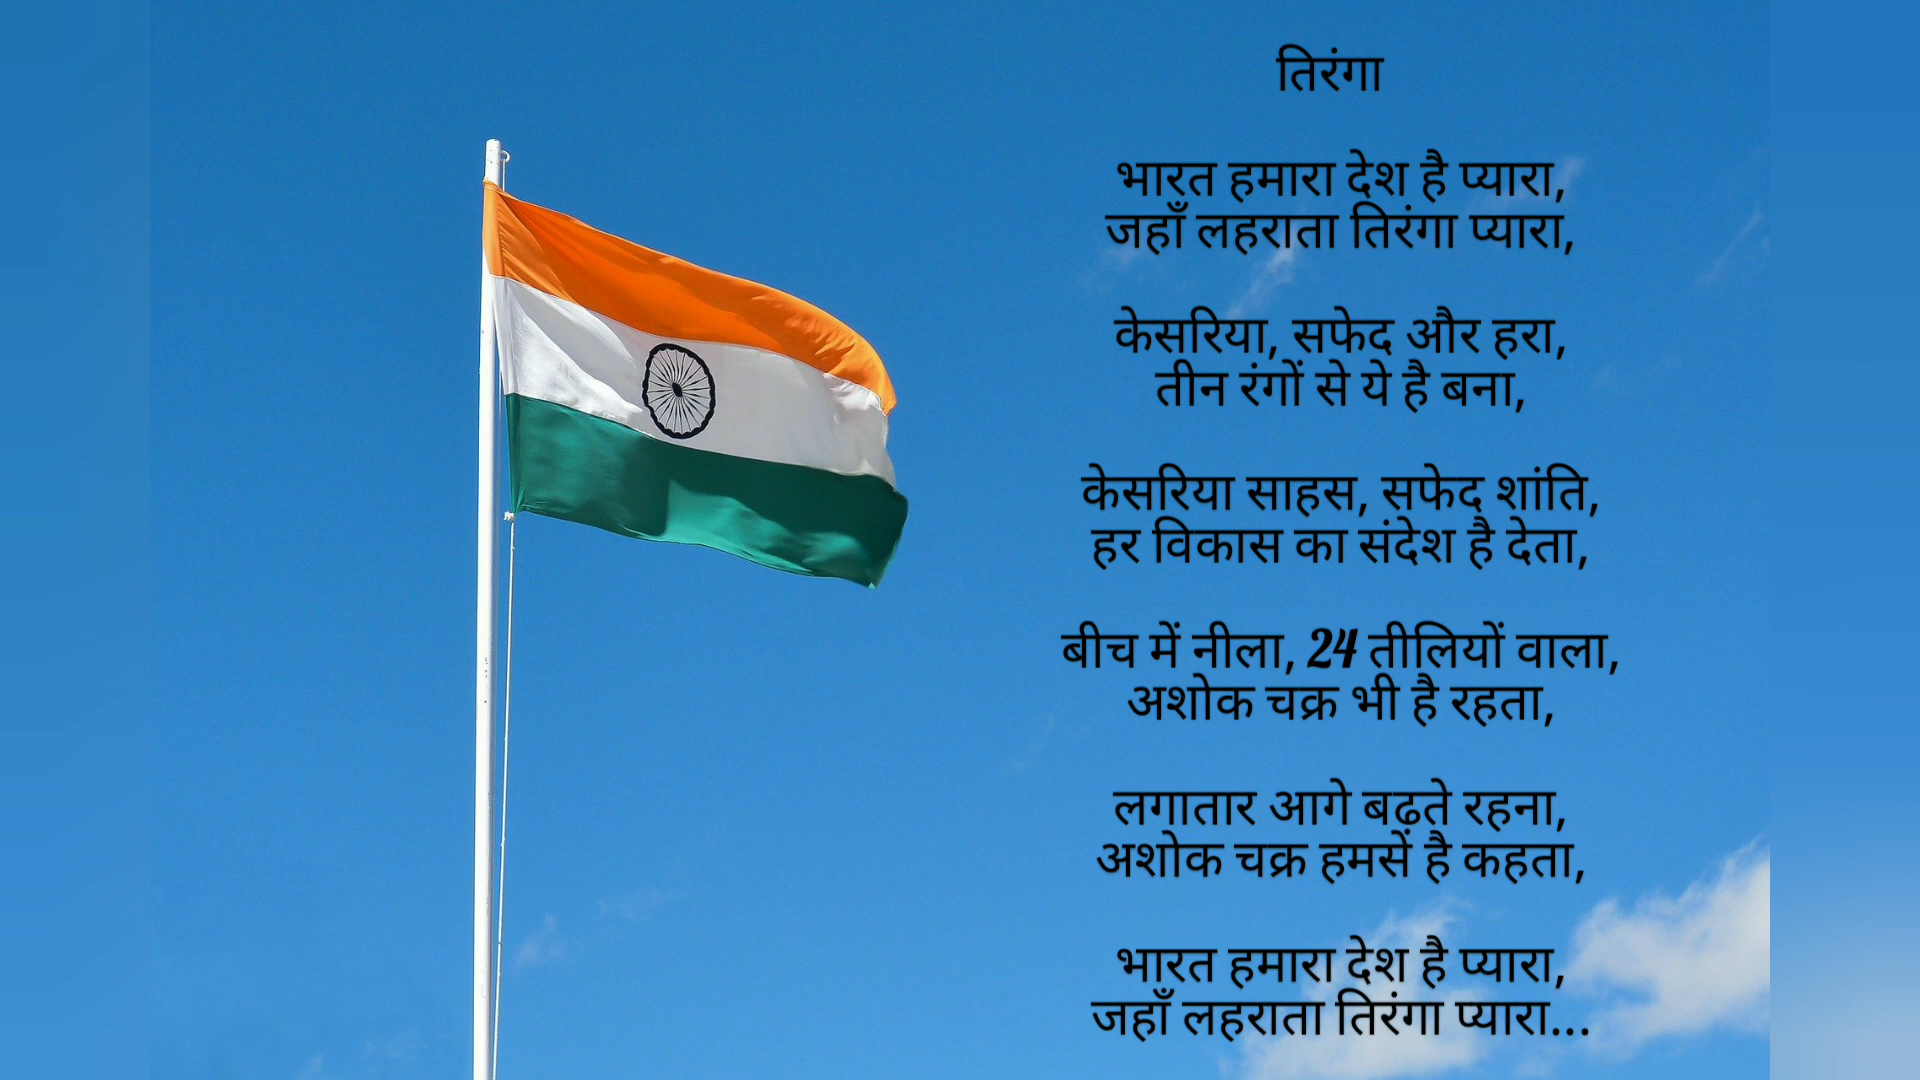 तिरंगा
भारत हमारा देश है प्यारा,
जहाँ लहराता तिरंगा प्यारा,
केसरिया, सफेद और हरा,
तीन रंगों से ये है बना,
केसरिया साहस, सफेद शांति,
हर विकास का संदेश है देता,
बीच में नीला, 24 तीलियों वाला,
अशोक चक्र भी है रहता,
लगातार आगे बढ़ते रहना,
अशोक चक्र हमसें है कहता,
भारत हमारा देश है प्यारा,
जहाँ लहराता तिरंगा प्यारा...